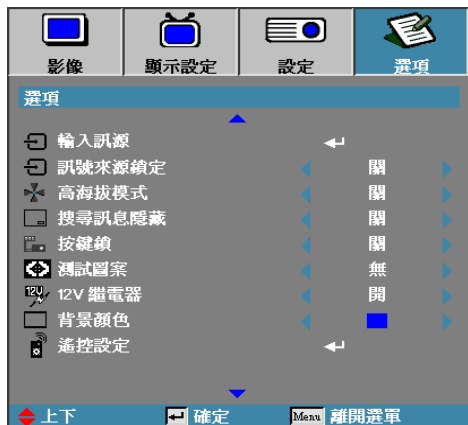 影像 顯示設定 設定 選項
選項
輸入訊源
訊號來源鎖定 關
高海拔模式 關
搜尋訊息隱藏 關
按鍵鎖 關
測試圖案 無
12V 12V 繼電器 開
背景顏色
遙控設定
上下 確定 Menu 離開選單